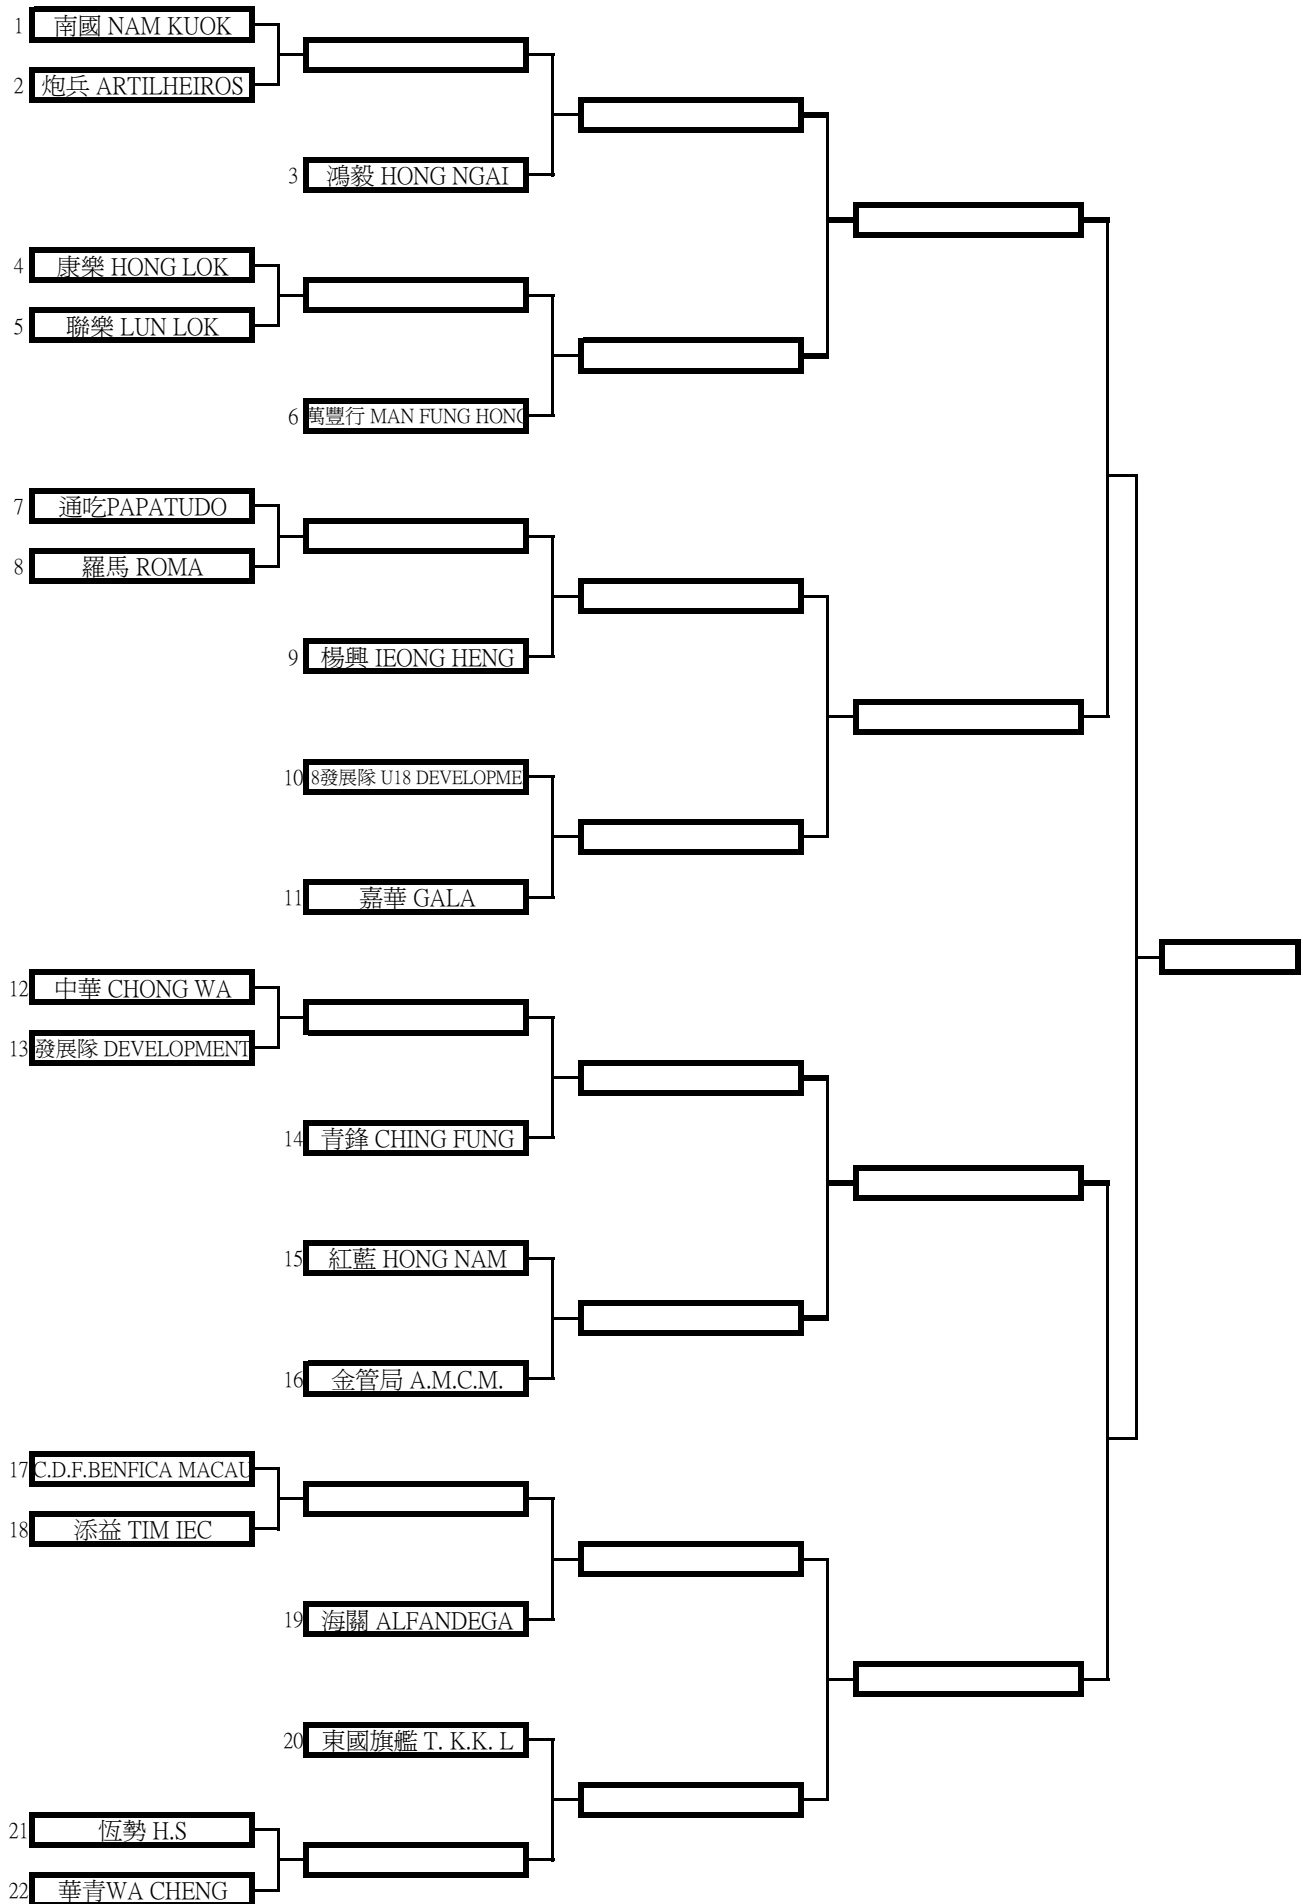 1 南國 NAM KUOK
2 炮兵 ARTILHEIROS
3 鴻毅 HONG NGAI
4 康樂 HONG LOK
5 聯樂 LUN LOK
6 萬豐行 MAN FUNG HONG
7 通吃PAPATUDO
8 羅馬 ROMA
9 楊興 IEONG HENG
10 8發展隊 U18 DEVELOPME
11 嘉華 GALA
12 中華 CHONG WA
13 發展隊 DEVELOPMENT
14 青鋒 CHING FUNG
15 紅藍 HONG NAM
16 金管局 A.M.C.M.
17 C.D.F.BENFICA MACAU
18 添益 TIM IEC
19 海關 ALFANDEGA
20 東國旗艦 T. K.K. L
21 恆勢 H.S
22 華青WA CHENG